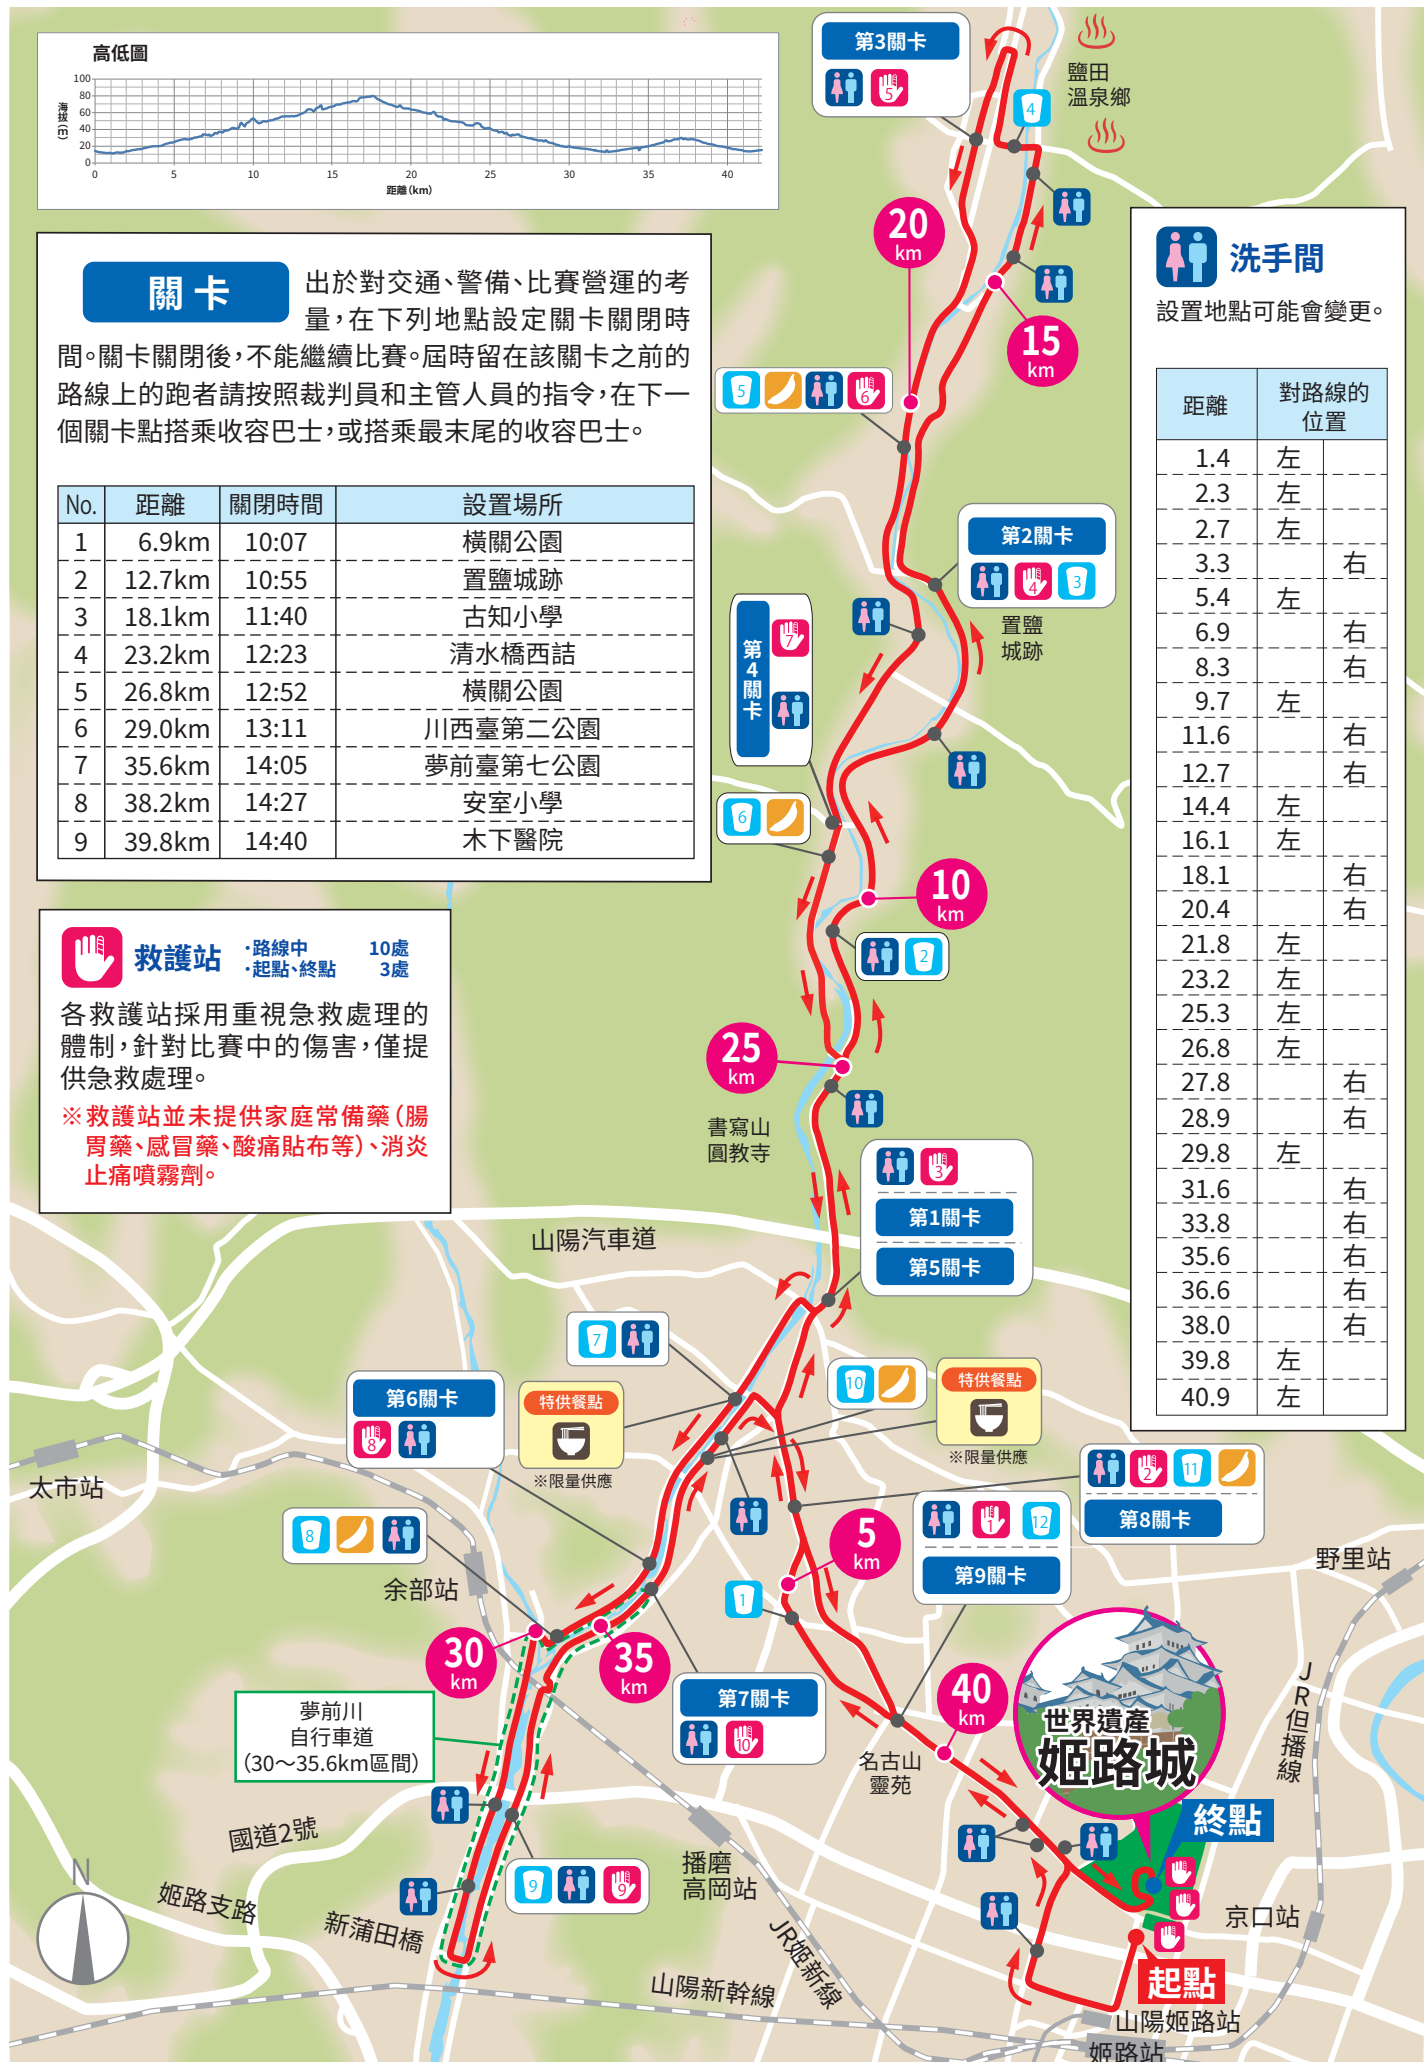 高低圖
100
80
60
40
20
0
海拔(m)
0 5 10 15 20 25 30 35 40
距離(km)
關卡
出於對交通、警備、比賽營運的考
量，在下列地點設定關卡關閉時
間。關卡關閉後，不能繼續比賽。屆時留在該關卡之前的
路線上的跑者請按照裁判員和主管人員的指令，在下一
個關卡點搭乘收容巴士，或搭乘最末尾的收容巴士。
No. 距離 關閉時間 設置場所
1 6.9km 10:07 橫關公園
2 12.7km 10:55 置鹽城跡
3 18.1km 11:40 古知小學
4 23.2km 12:23 清水橋西詰
5 26.8km 12:52 橫關公園
6 29.0km 13:11 川西臺第二公園
7 35.6km 14:05 夢前臺第七公園
8 38.2km 14:27 安室小學
9 39.8km 14:40 木下醫院
救護站
·路線中 10處
·起點、終點 3處
各救護站採用重視急救處理的
體制，針對比賽中的傷害，僅提
供急救處理。
※救護站並未提供家庭常備藥（腸
胃藥、感冒藥、酸痛貼布等）、消炎
止痛噴霧劑。
洗手間
設置地點可能會變更。
距離 對路線的
位置
1.4 左
2.3 左
2.7 左
3.3 右
5.4 左
6.9 右
8.3 右
9.7 左
11.6 右
12.7 右
14.4 左
16.1 左
18.1 右
20.4 右
21.8 左
23.2 左
25.3 左
26.8 左
27.8 右
28.9 右
29.8 左
31.6 右
33.8 右
35.6 右
36.6 右
38.0 右
39.8 左
40.9 左
第3關卡
5
鹽田
溫泉鄉
4
20
km
15
km
5
6
第2關卡
4
3
置鹽
城跡
第4關卡
7
6
10
km
2
25
km
書寫山
圓教寺
3
第1關卡
第5關卡
山陽汽車道
7
10
特供餐點
※限量供應
第6關卡
8
特供餐點
※限量供應
2
11
第8關卡
太市站
8
余部站
5
km
1
1
12
第9關卡
野里站
30
km
35
km
第7關卡
10
40
km
夢前川
自行車道
（30～35.6km區間）
名古山
靈苑
世界遺產
姬路城
JR但播線
終點
國道2號
播磨
高岡站
N
姬路支路
新蒲田橋
9
9
京口站
JR姬新線
起點
山陽新幹線
山陽姬路站
姬路站